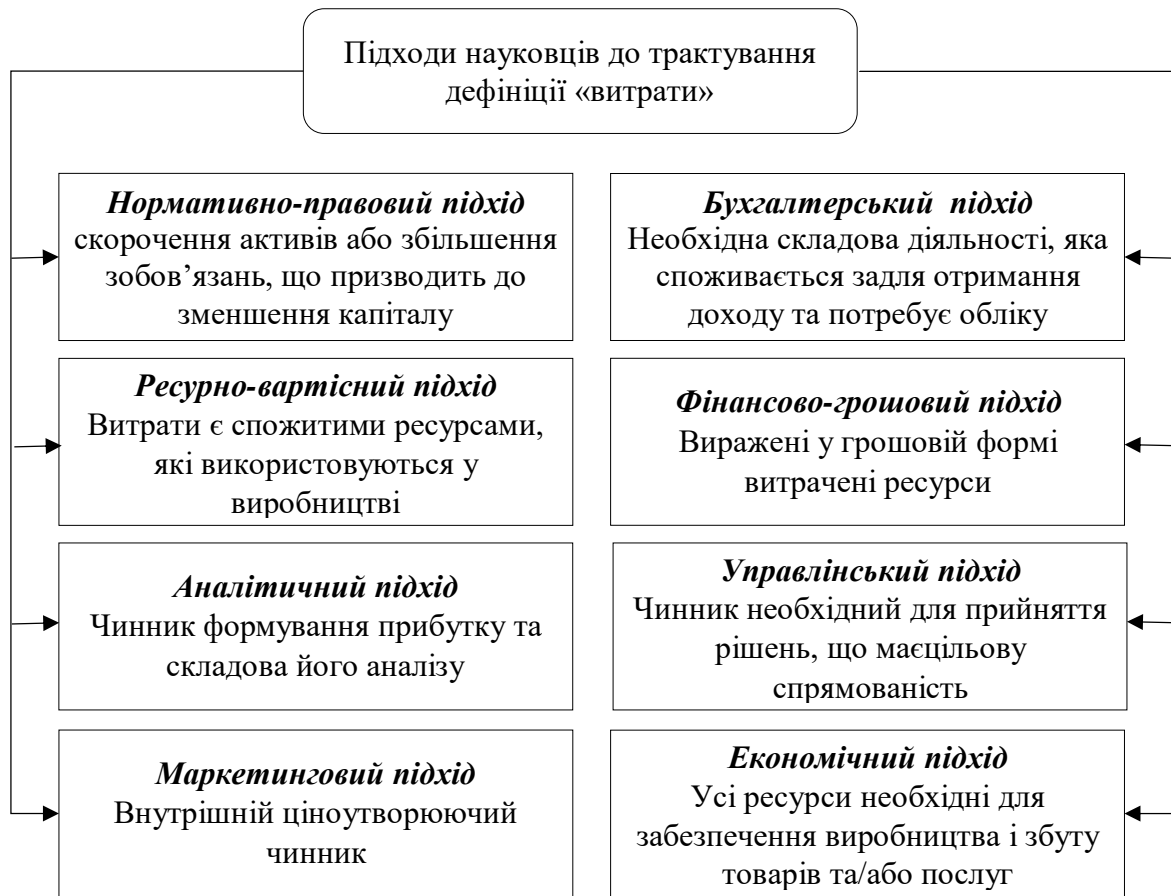 Підходи науковців до трактування
дефініції «витрати»
Нормативно-правовий підхід
скорочення активів або збільшення
зобов’язань, що призводить до
зменшення капіталу
Бухгалтерський підхід
Необхідна складова діяльності, яка
споживається задля отримання
доходу та потребує обліку
Ресурно-вартісний підхід
Витрати є спожитими ресурсами,
які використовуються у
виробництві
Фінансово-грошовий підхід
Виражені у грошовій формі
витрачені ресурси
Аналітичний підхід
Чинник формування прибутку та
складова його аналізу
Управлінський підхід
Чинник необхідний для прийняття
рішень, що маєцільову
спрямованість
Маркетинговий підхід
Внутрішній ціноутворюючий
чинник
Економічний підхід
Усі ресурси необхідні для
забезпечення виробництва і збуту
товарів та/або послуг